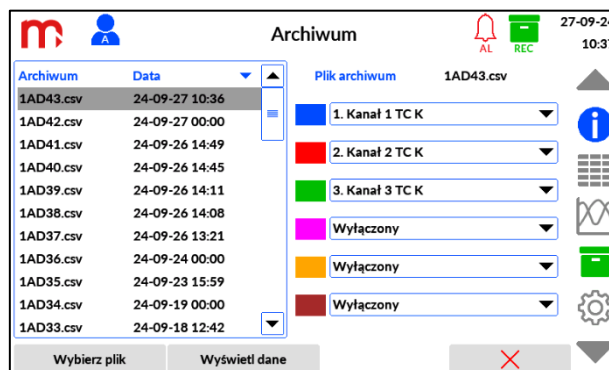 A
Archiwum
AL
REC
27-09-24
10:37
Archiwum Data
1AD43.csv 24-09-27 10:36
1AD42.csv 24-09-27 00:00
1AD41.csv 24-09-26 14:49
1AD40.csv 24-09-26 14:45
1AD39.csv 24-09-26 14:11
1AD38.csv 24-09-26 14:08
1AD37.csv 24-09-26 13:21
1AD36.csv 24-09-24 00:00
1AD35.csv 24-09-23 15:59
1AD34.csv 24-09-19 00:00
1AD33.csv 24-09-18 12:42
Plik archiwum 1AD43.csv
1. Kanał 1 TC K
2. Kanał 2 TC K
3. Kanał 3 TC K
Wyłączony
Wyłączony
Wyłączony
Wybierz plik Wyświetl dane